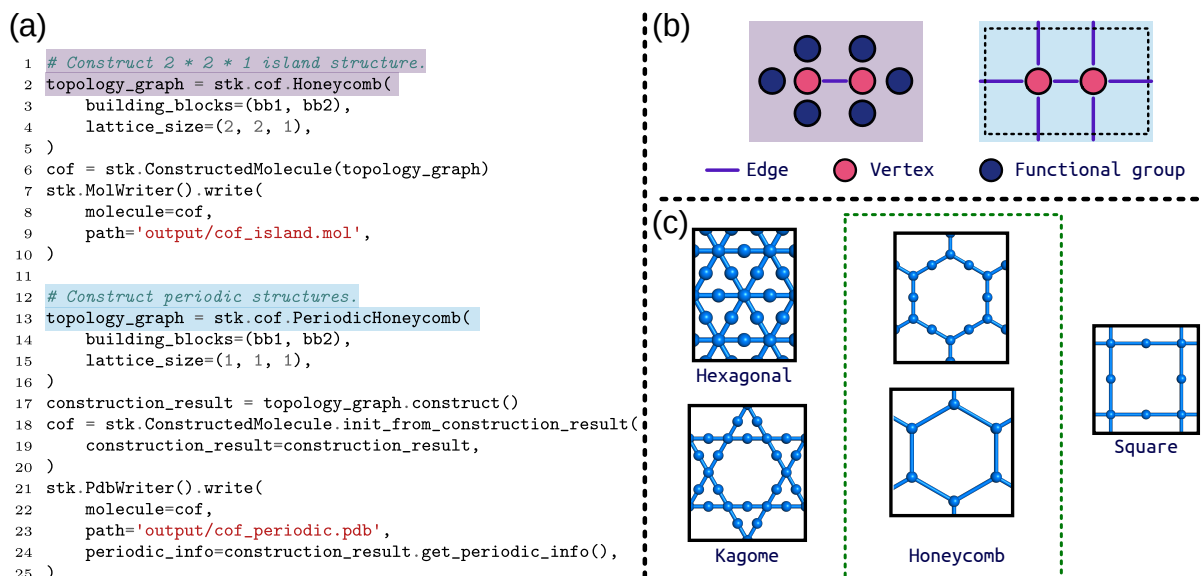 (a)
1 # Construct 2 * 2 * 1 island structure.
2 topology_graph = stk.cof.Honeycomb(
3 building_blocks=(bb1, bb2),
4 lattice_size=(2, 2, 1),
5 )
6 cof = stk.ConstructedMolecule(topology_graph)
7 stk.MolWriter().write(
8 molecule=cof,
9 path='output/cof_island.mol',
10 )
11
12 # Construct periodic structures.
13 topology_graph = stk.cof.PeriodicHoneycomb(
14 building_blocks=(bb1, bb2),
15 lattice_size=(1, 1, 1),
16 )
17 construction_result = topology_graph.construct()
18 cof = stk.ConstructedMolecule.init_from_construction_result(
19 construction_result=construction_result,
20 )
21 stk.PdbWriter().write(
22 molecule=cof,
23 path='output/cof_periodic.pdb',
24 periodic_info=construction_result.get_periodic_info(),
25 )
(b)
Edge Vertex Functional group
(c)
Hexagonal
Square
Kagome
Honeycomb